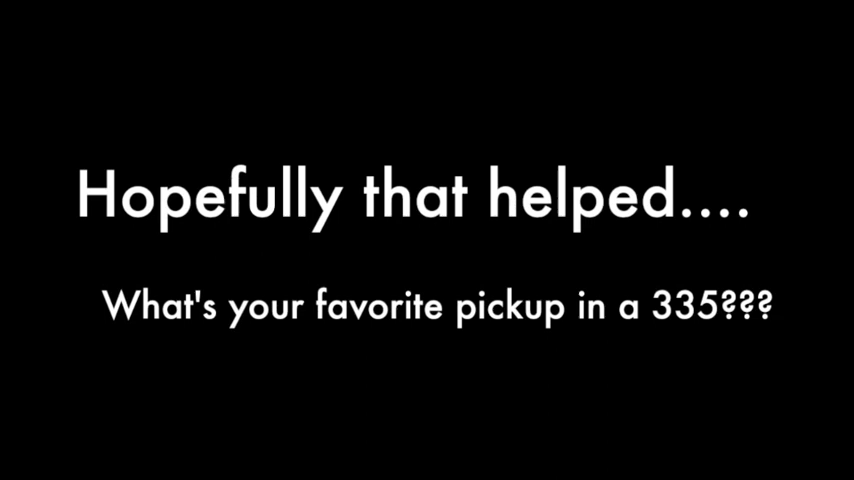 Hopefully that helped....
What's your favorite pickup in a 335???